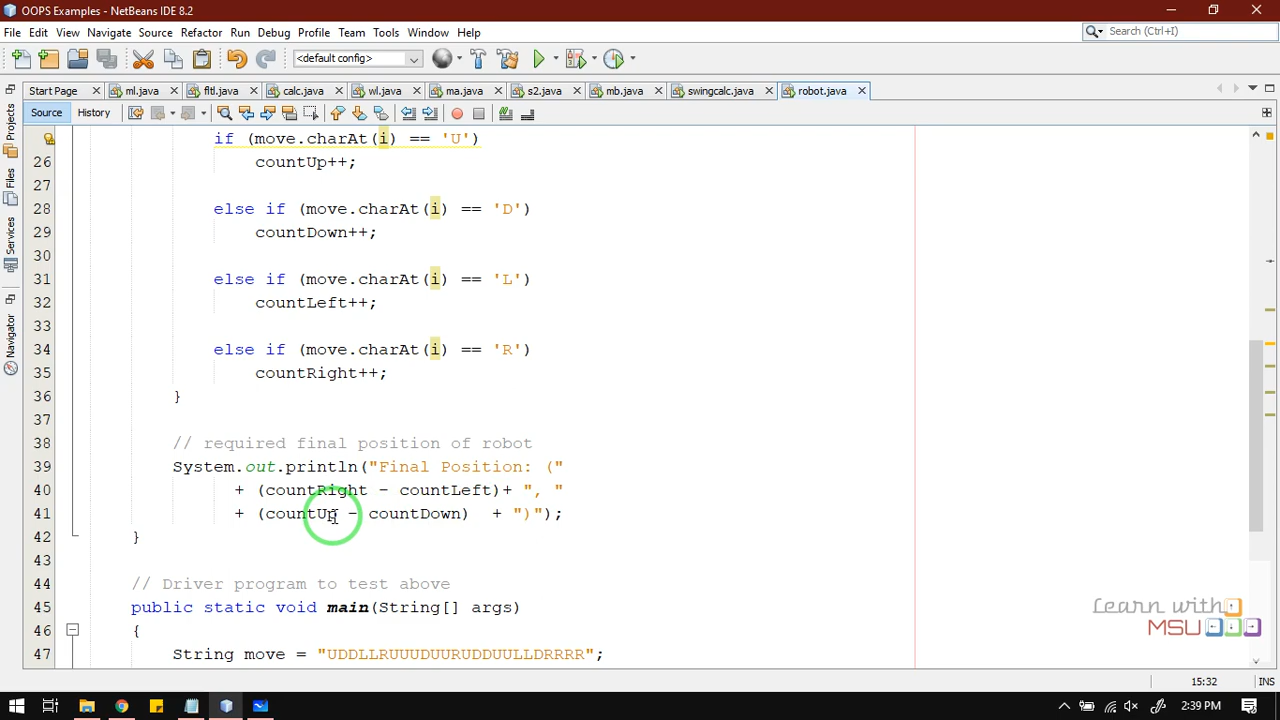 OOPS Examples - NetBeans IDE 8.2
File Edit View Navigate Source Refactor Run Debug Profile Team Tools Window Help
Search (Ctrl+I)
<default config>
Start Page ml.java fltl.java calc.java wl.java ma.java s2.java mb.java swingcalc.java robot.java
Source History
Projects
Files
Services
Navigator
if (move.charAt(i) == 'U')
26 countUp++;
27
28 else if (move.charAt(i) == 'D')
29 countDown++;
30
31 else if (move.charAt(i) == 'L')
32 countLeft++;
33
34 else if (move.charAt(i) == 'R')
35 countRight++;
36 }
37
38 // required final position of robot
39 System.out.println("Final Position: ("
40 + (countRight - countLeft)+ ", "
41 + (countUp - countDown) + ")");
42 }
43
44 // Driver program to test above
45 public static void main(String[] args)
46 {
47 String move = "UDDLLRUUUDUURUDDUULLDRRRR";
Learn with
MSU
15:32 INS
2:39 PM